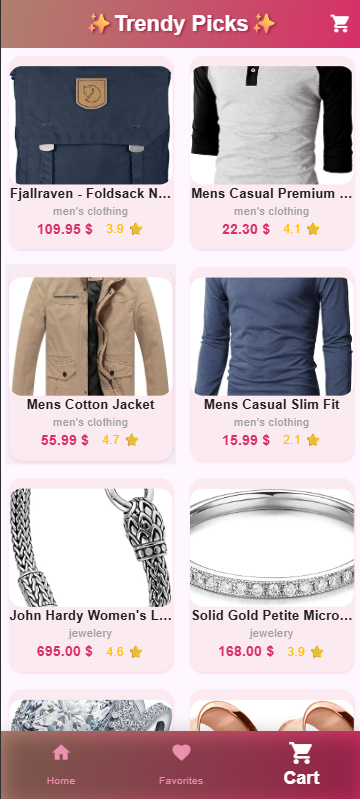 ✨ Trendy Picks ✨
Fjallraven - Foldsack N...
men's clothing
109.95 $ 3.9 ⭐
Mens Casual Premium ...
men's clothing
22.30 $ 4.1 ⭐
Mens Cotton Jacket
men's clothing
55.99 $ 4.7 ⭐
Mens Casual Slim Fit
men's clothing
15.99 $ 2.1 ⭐
John Hardy Women's L...
jewelery
695.00 $ 4.6 ⭐
Solid Gold Petite Micro...
jewelery
168.00 $ 3.9 ⭐
Home
Favorites
Cart